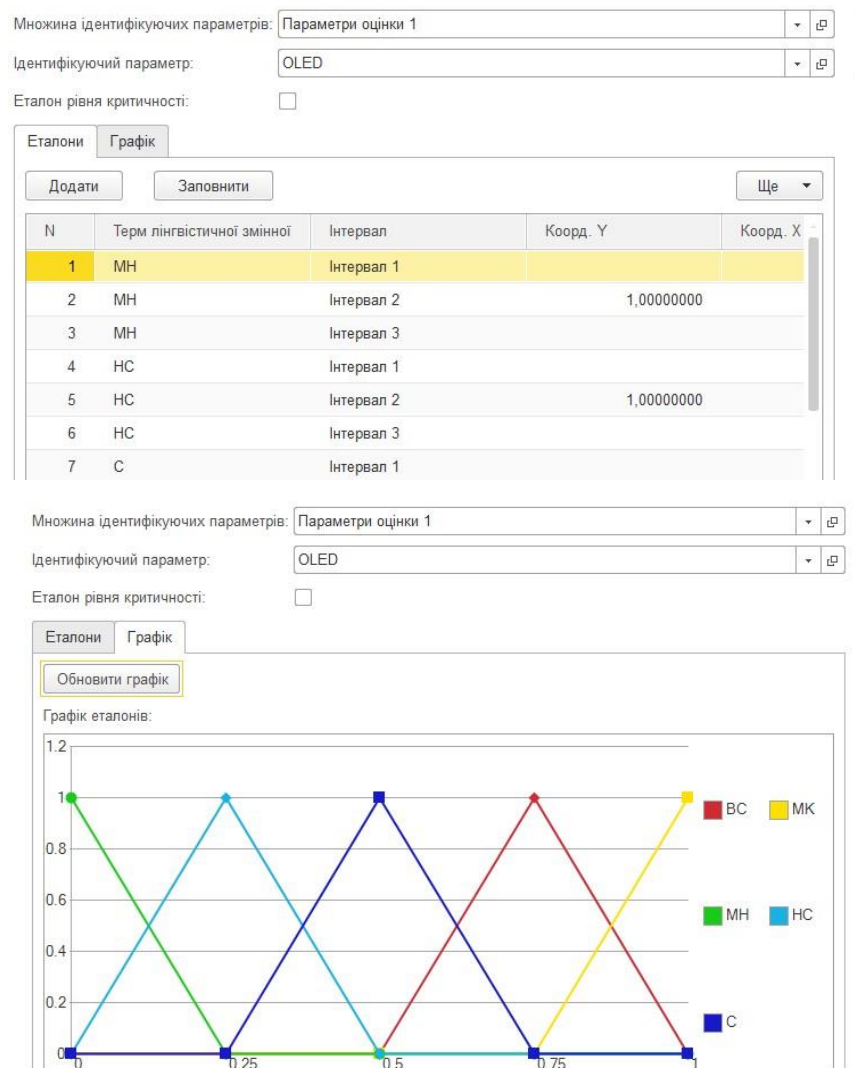 Множина ідентифікуючих параметрів: Параметри оцінки 1
Ідентифікуючий параметр: OLED
Еталон рівня критичності:
Еталони Графік
Додати Заповнити Ще
N Терм лінгвістичної змінної Інтервал Коорд. Y Коорд. X
1 МН Інтервал 1
2 МН Інтервал 2 1,00000000
3 МН Інтервал 3
4 НС Інтервал 1
5 НС Інтервал 2 1,00000000
6 НС Інтервал 3
7 С Інтервал 1
Множина ідентифікуючих параметрів: Параметри оцінки 1
Ідентифікуючий параметр: OLED
Еталон рівня критичності:
Еталони Графік
Обновити графік
Графік еталонів:
1.2
1
ВС МК
0.8
0.6
МН НС
0.4
0.2
С
0
0 0.25 0.5 0.75 1